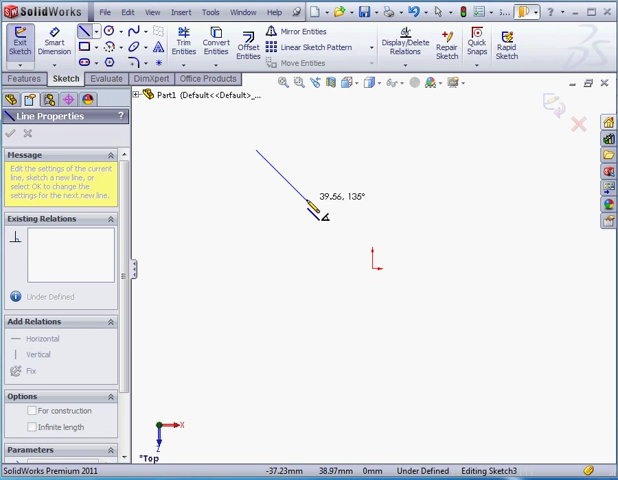 SolidWorks File Edit View Insert Tools Window Help
Exit Sketch
Smart Dimension
Trim Entities
Convert Entities
Offset Entities
Mirror Entities
Linear Sketch Pattern
Move Entities
Display/Delete Relations
Repair Sketch
Quick Snaps
Rapid Sketch
Features Sketch Evaluate DimXpert Office Products
Part1 (Default<<Default>_...
Line Properties ?
Message
Edit the settings of the current
line, sketch a new line, or
select OK to change the
settings for the next new line.
Existing Relations
Under Defined
Add Relations
Horizontal
Vertical
Fix
Options
For construction
Infinite length
Parameters
39.56, 135°
X
Z
*Top
SolidWorks Premium 2011 -37.23mm 38.97mm 0mm Under Defined Editing Sketch3